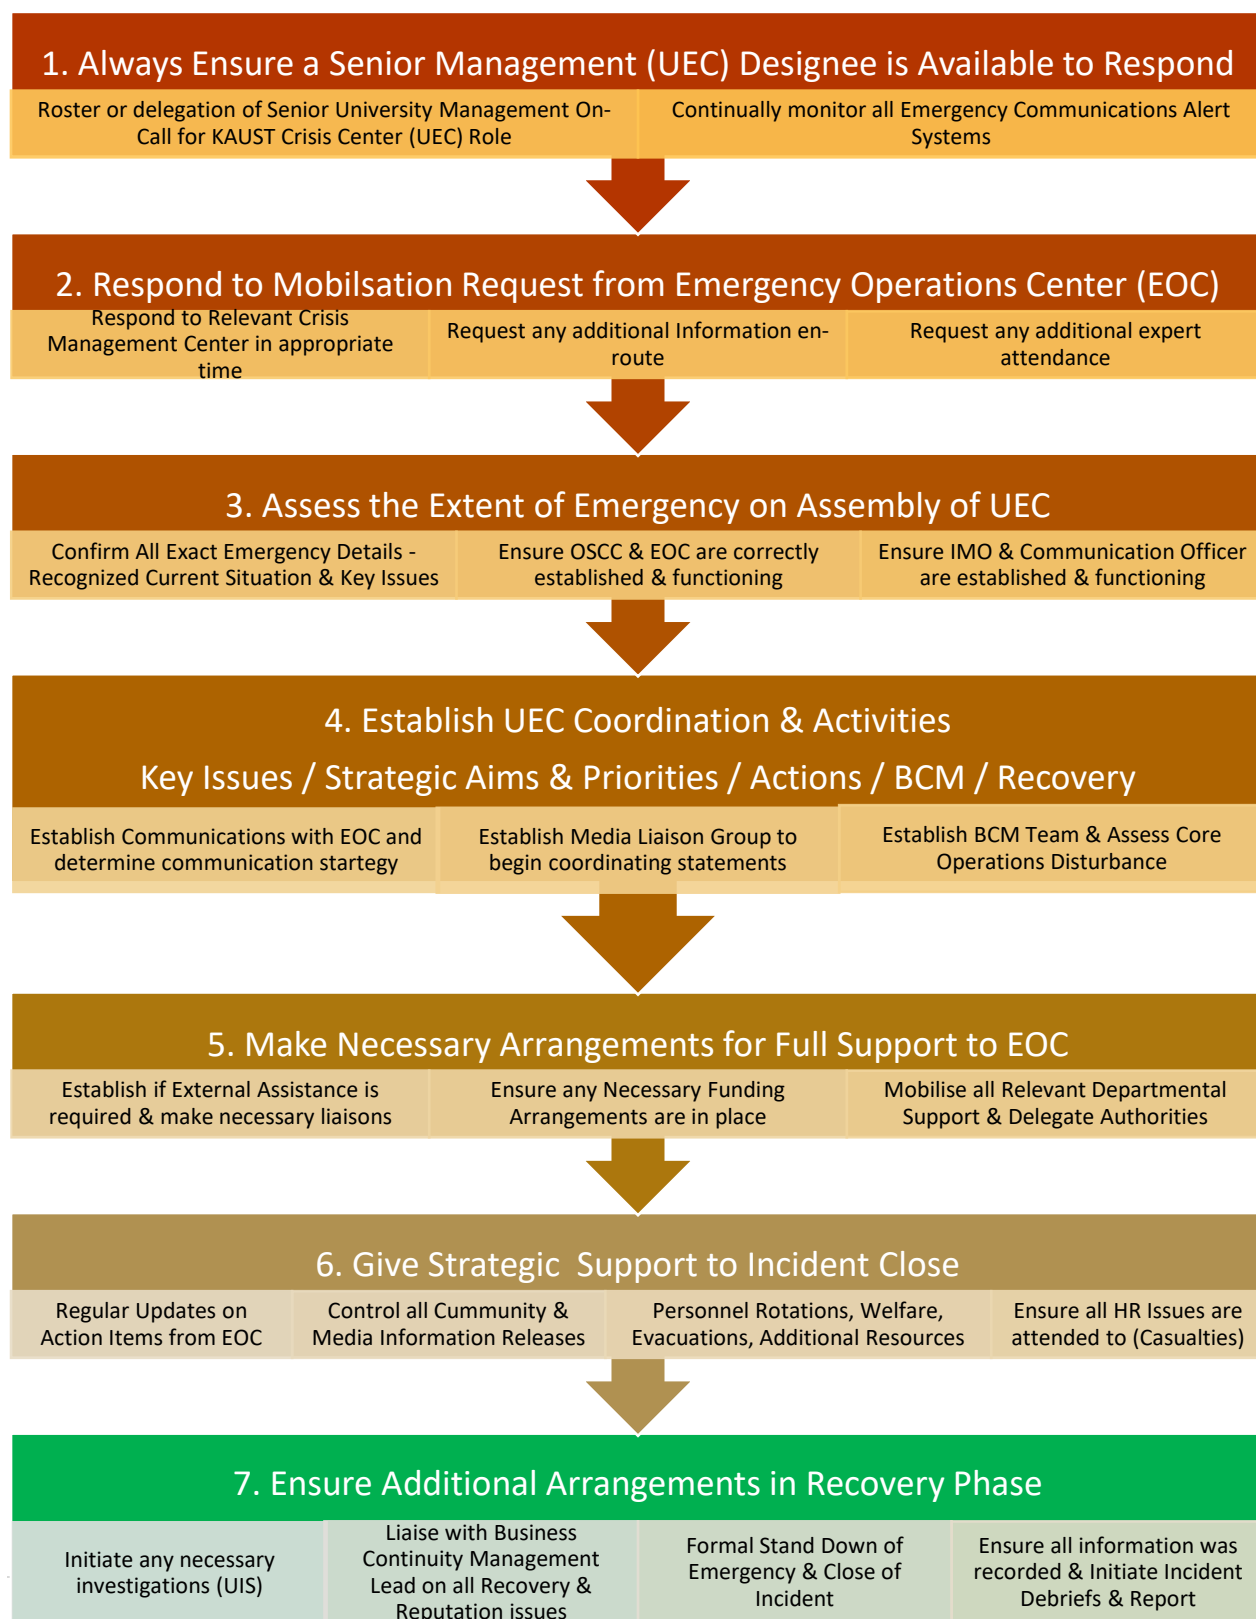 1. Always Ensure a Senior Management (UEC) Designee is Available to Respond
Roster or delegation of Senior University Management On-
Call for KAUST Crisis Center (UEC) Role
Continually monitor all Emergency Communications Alert
Systems
2. Respond to Mobilsation Request from Emergency Operations Center (EOC)
Respond to Relevant Crisis
Management Center in appropriate
time
Request any additional Information en-
route
Request any additional expert
attendance
3. Assess the Extent of Emergency on Assembly of UEC
Confirm All Exact Emergency Details -
Recognized Current Situation & Key Issues
Ensure OSCC & EOC are correctly
established & functioning
Ensure IMO & Communication Officer
are established & functioning
4. Establish UEC Coordination & Activities
Key Issues / Strategic Aims & Priorities / Actions / BCM / Recovery
Establish Communications with EOC and
determine communication startegy
Establish Media Liaison Group to
begin coordinating statements
Establish BCM Team & Assess Core
Operations Disturbance
5. Make Necessary Arrangements for Full Support to EOC
Establish if External Assistance is
required & make necessary liaisons
Ensure any Necessary Funding
Arrangements are in place
Mobilise all Relevant Departmental
Support & Delegate Authorities
6. Give Strategic  Support to Incident Close
Regular Updates on
Action Items from EOC
Control all Cummunity &
Media Information Releases
Personnel Rotations, Welfare,
Evacuations, Additional Resources
Ensure all HR Issues are
attended to (Casualties)
7. Ensure Additional Arrangements in Recovery Phase
Initiate any necessary
investigations (UIS)
Liaise with Business
Continuity Management
Lead on all Recovery &
Reputation issues
Formal Stand Down of
Emergency & Close of
Incident
Ensure all information was
recorded & Initiate Incident
Debriefs & Report